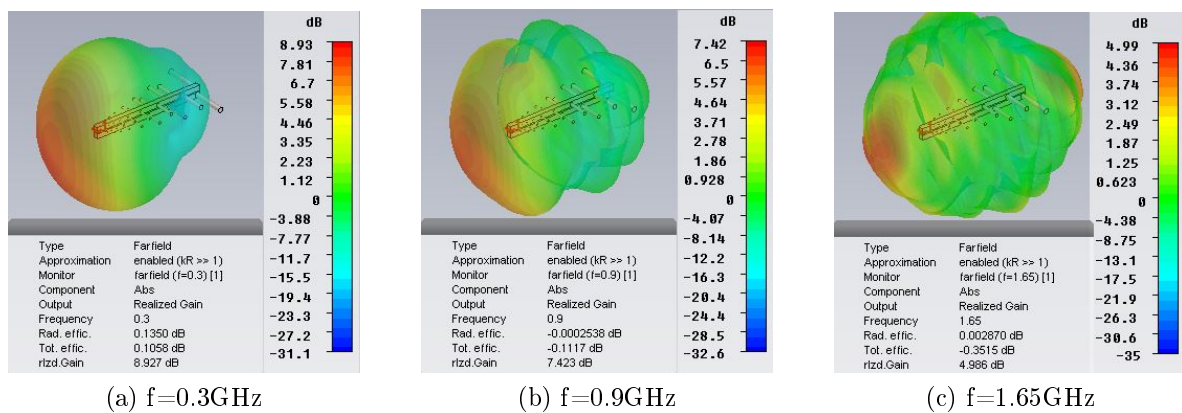 dB
8.93
7.81
6.7
5.58
4.46
3.35
2.23
1.12
0
-3.88
-7.77
-11.7
-15.5
-19.4
-23.3
-27.2
-31.1
Type Farfield
Approximation enabled (kR >> 1)
Monitor farfield (f=0.3) [1]
Component Abs
Output Realized Gain
Frequency 0.3
Rad. effic. 0.1350 dB
Tot. effic. 0.1058 dB
rlzd.Gain 8.927 dB
(a) f=0.3GHz
dB
7.42
6.5
5.57
4.64
3.71
2.78
1.86
0.928
0
-4.07
-8.14
-12.2
-16.3
-20.4
-24.4
-28.5
-32.6
Type Farfield
Approximation enabled (kR >> 1)
Monitor farfield (f=0.9) [1]
Component Abs
Output Realized Gain
Frequency 0.9
Rad. effic. -0.0002538 dB
Tot. effic. -0.1117 dB
rlzd.Gain 7.423 dB
(b) f=0.9GHz
dB
4.99
4.36
3.74
3.12
2.49
1.87
1.25
0.623
0
-4.38
-8.75
-13.1
-17.5
-21.9
-26.3
-30.6
-35
Type Farfield
Approximation enabled (kR >> 1)
Monitor farfield (f=1.65) [1]
Component Abs
Output Realized Gain
Frequency 1.65
Rad. effic. 0.002870 dB
Tot. effic. -0.3515 dB
rlzd.Gain 4.986 dB
(c) f=1.65GHz